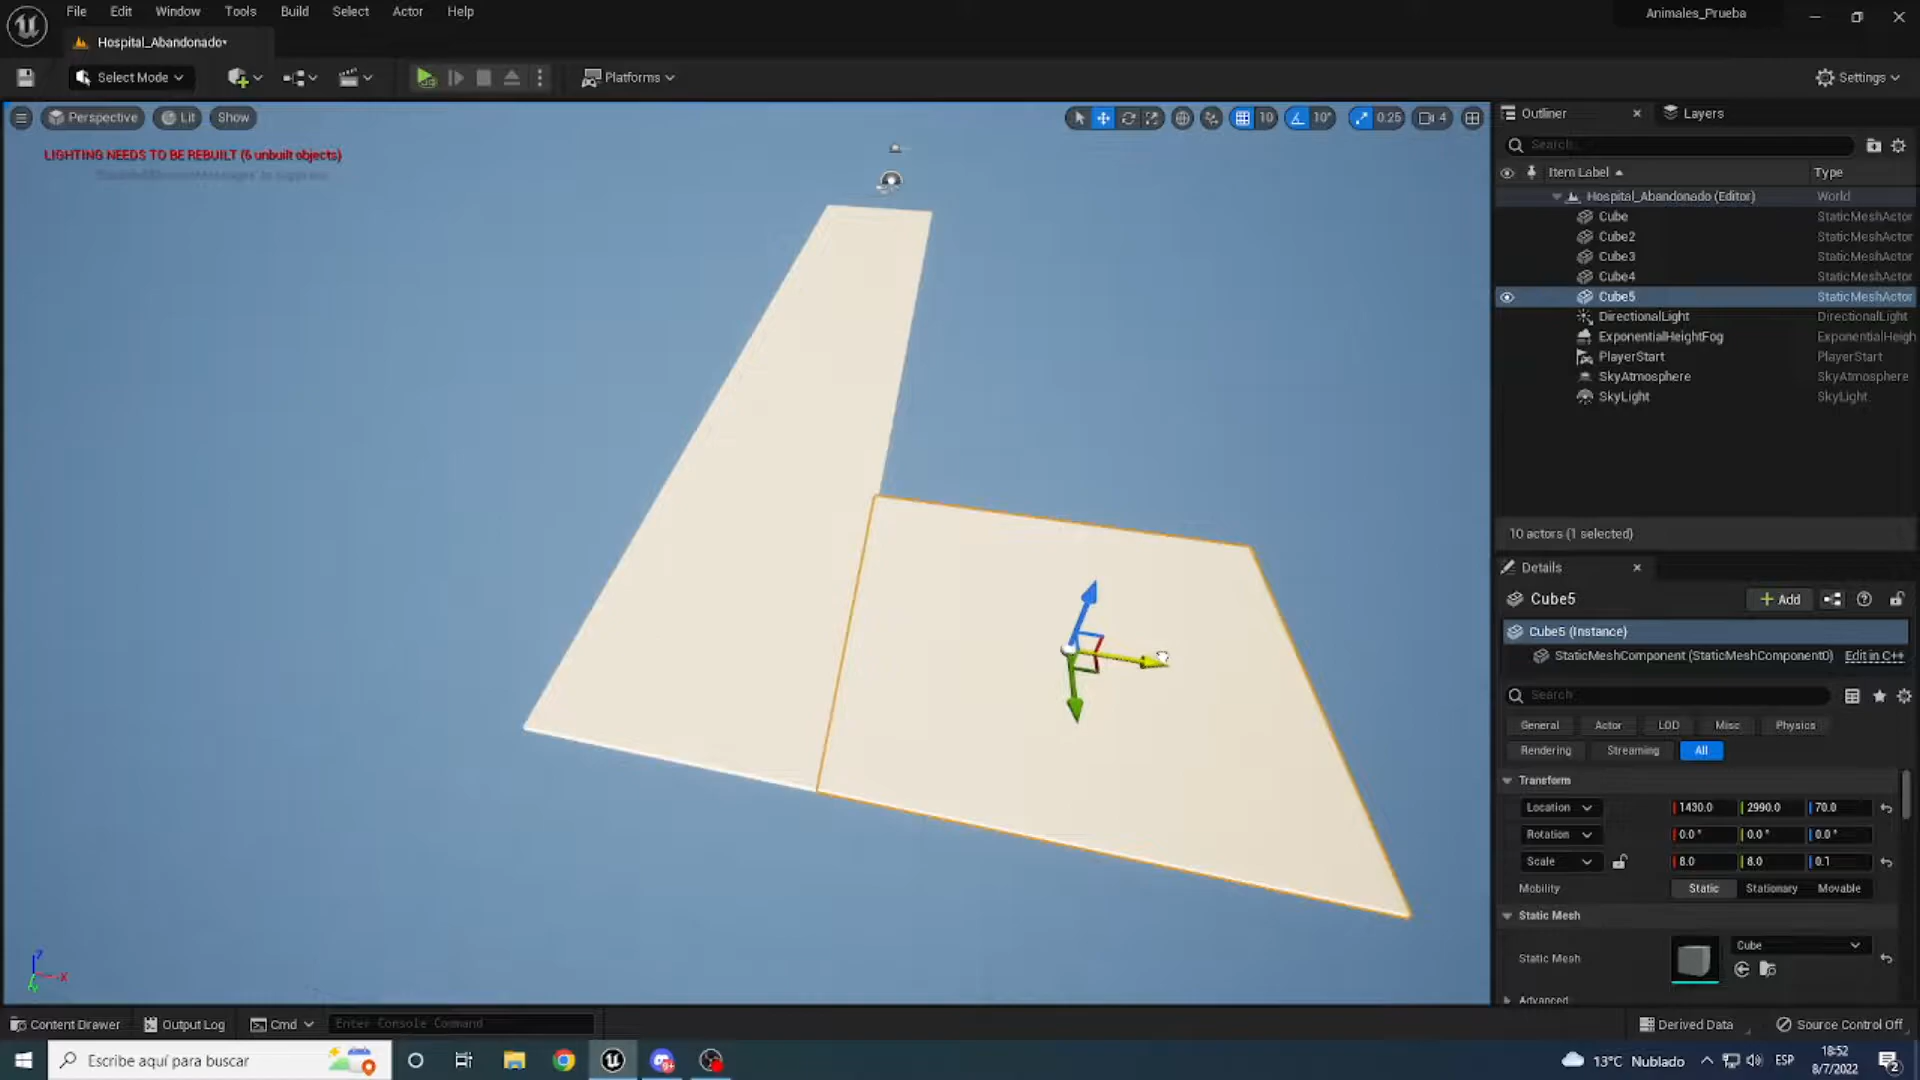 File Edit Window Tools Build Select Actor Help
Animales_Prueba
Hospital_Abandonado•
Select Mode
Platforms
Settings
Perspective
Lit
Show
10
10°
0.25
4
LIGHTING NEEDS TO BE REBUILT (6 unbuilt objects)
Outliner
Layers
Search...
Item Label
Type
Hospital_Abandonado (Editor) World
Cube StaticMeshActor
Cube2 StaticMeshActor
Cube3 StaticMeshActor
Cube4 StaticMeshActor
Cube5 StaticMeshActor
DirectionalLight DirectionalLight
ExponentialHeightFog ExponentialHeigh
PlayerStart PlayerStart
SkyAtmosphere SkyAtmosphere
SkyLight SkyLight
10 actors (1 selected)
Details
Cube5
Add
Cube5 (Instance)
StaticMeshComponent (StaticMeshComponent0) Edit in C++
Search
General Actor LOD Misc Physics
Rendering Streaming All
Transform
Location 1430.0 2990.0 70.0
Rotation 0.0° 0.0° 0.0°
Scale 8.0 8.0 0.1
Mobility Static Stationary Movable
Static Mesh
Static Mesh
Cube
Advanced
Z
X
Content Drawer
Output Log
Cmd
Enter Console Command
Derived Data
Source Control Off
Escribe aquí para buscar
13°C Nublado
ESP
18:52
8/7/2022
2